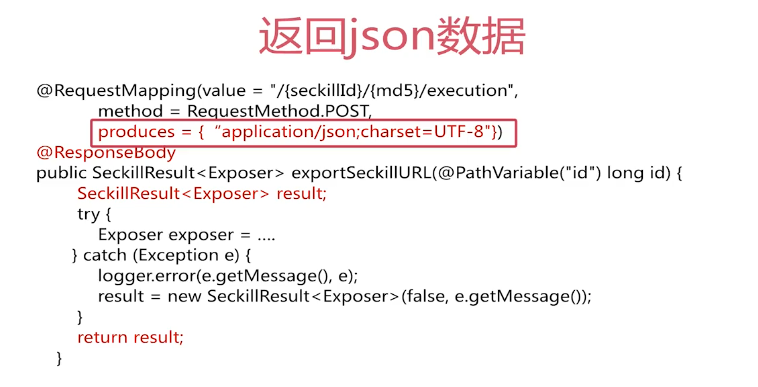 返回json数据
@RequestMapping(value = "/{seckillId}/{md5}/execution",
method = RequestMethod.POST,
produces = { “application/json;charset=UTF-8"})
@ResponseBody
public SeckillResult<Exposer> exportSeckillURL(@PathVariable("id") long id) {
SeckillResult<Exposer> result;
try {
Exposer exposer = ....
} catch (Exception e) {
logger.error(e.getMessage(), e);
result = new SeckillResult<Exposer>(false, e.getMessage());
}
return result;
}